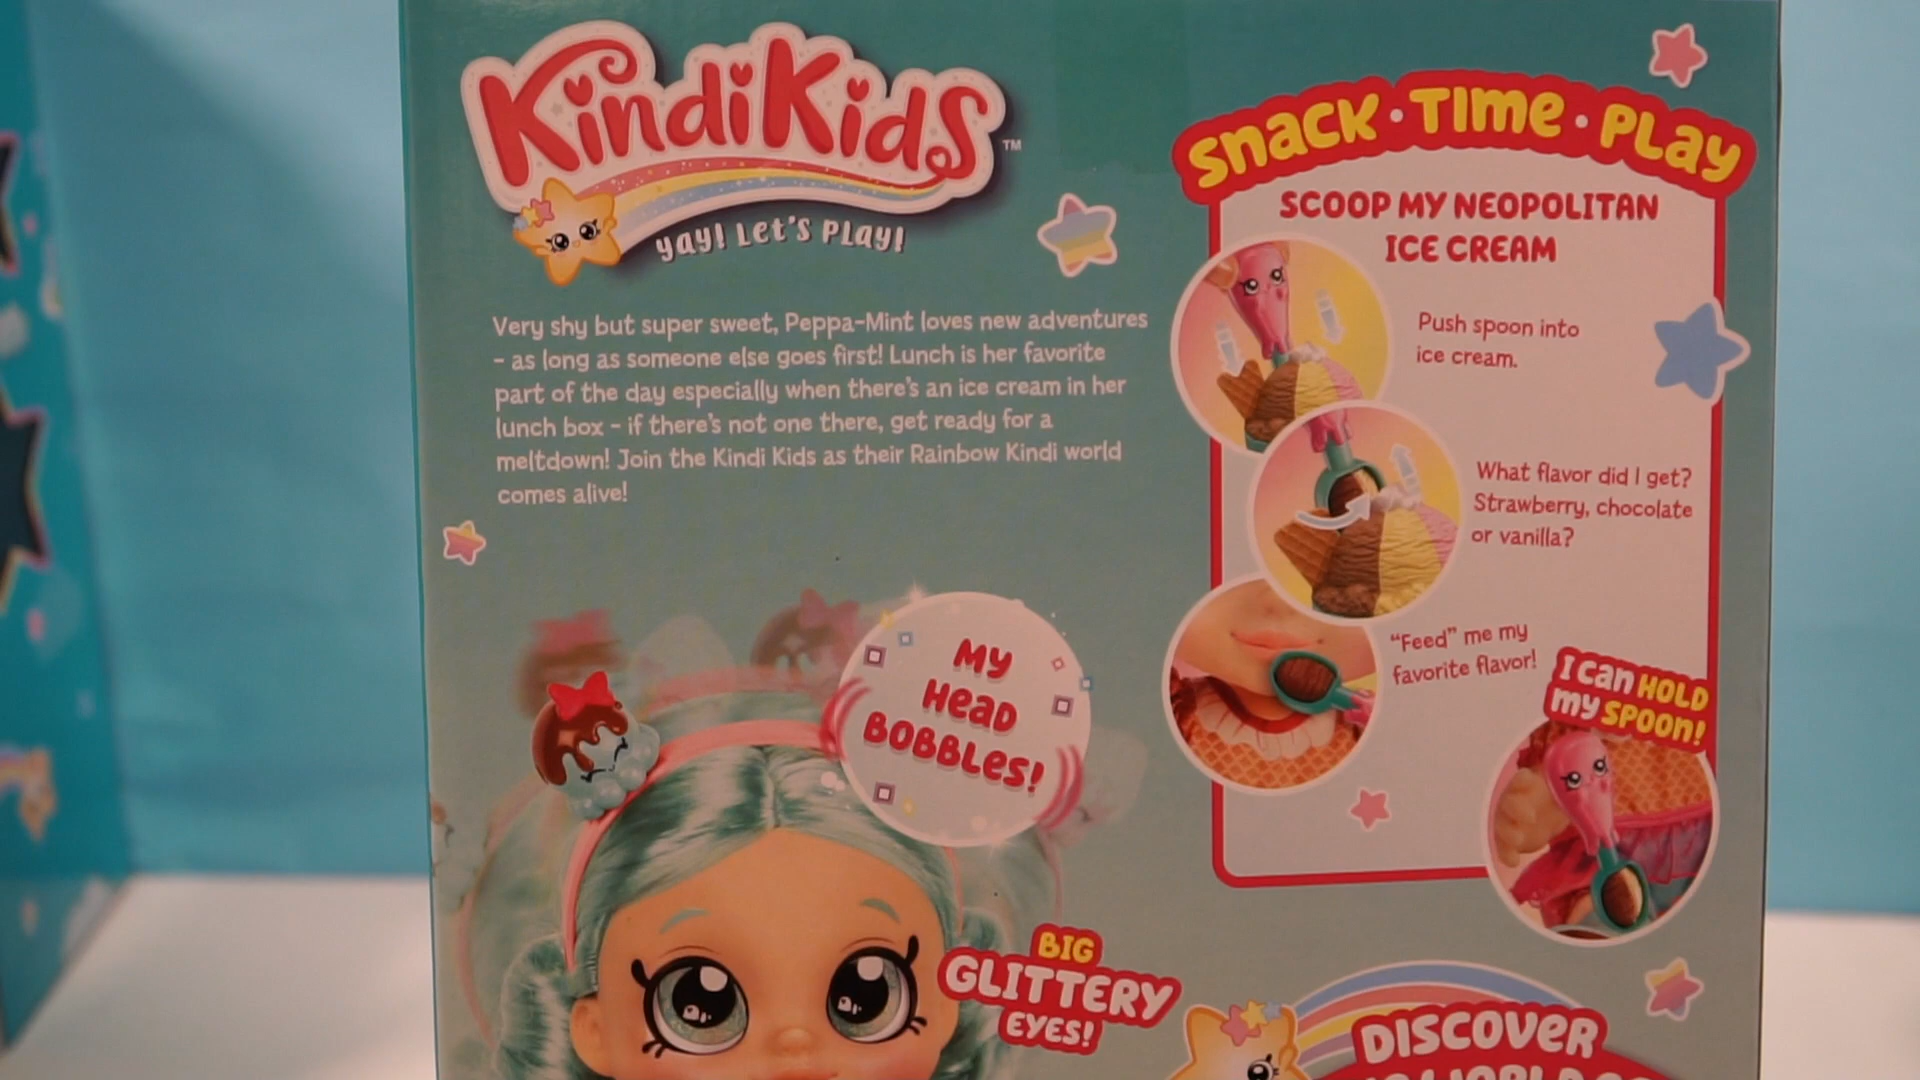 KindiKids™
yay! Let's Play!
Very shy but super sweet, Peppa-Mint loves new adventures
- as long as someone else goes first! Lunch is her favorite
part of the day especially when there's an ice cream in her
lunch box - if there's not one there, get ready for a
meltdown! Join the Kindi Kids as their Rainbow Kindi world
comes alive!
MY
HeaD
BOBBLes!
BIG
GLITTERY
EYES!
Snack • Time • Play
SCOOP MY NEOPOLITAN
ICE CREAM
Push spoon into
ice cream.
What flavor did I get?
Strawberry, chocolate
or vanilla?
"Feed" me my
favorite flavor!
I can HOLD
my SPOON!
DISCOVER